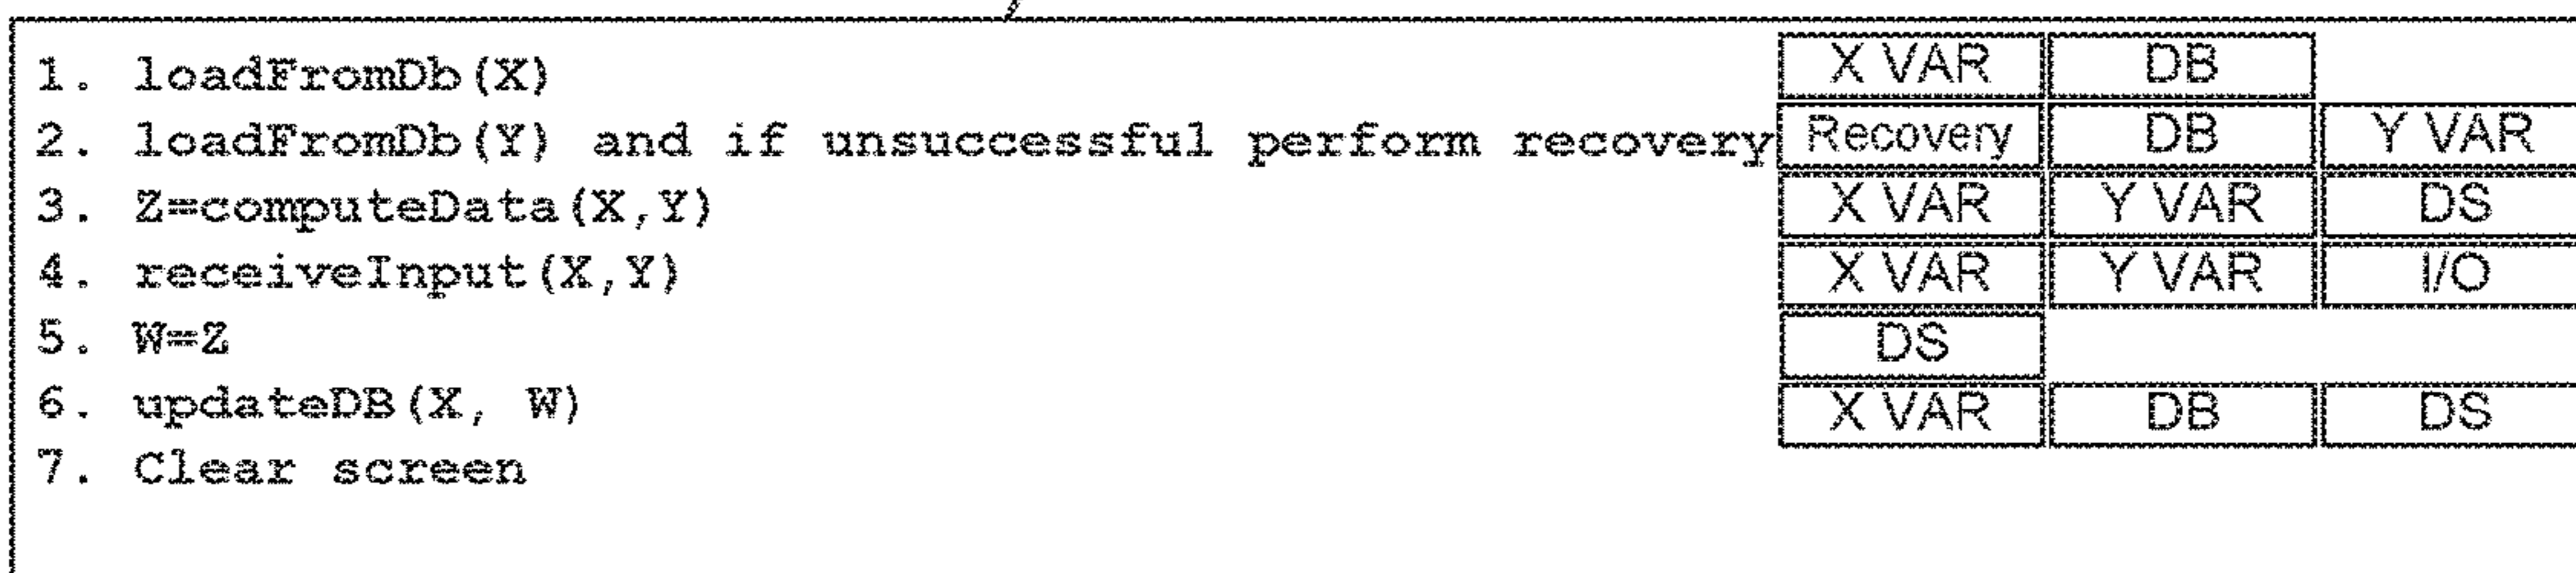 1. loadFromDb(X) X VAR DB
2. loadFromDb(Y) and if unsuccessful perform recovery Recovery DB Y VAR
3. Z=computeData(X,Y) X VAR Y VAR DS
4. receiveInput(X,Y) X VAR Y VAR I/O
5. W=Z DS
6. updateDB(X, W) X VAR DB DS
7. Clear screen